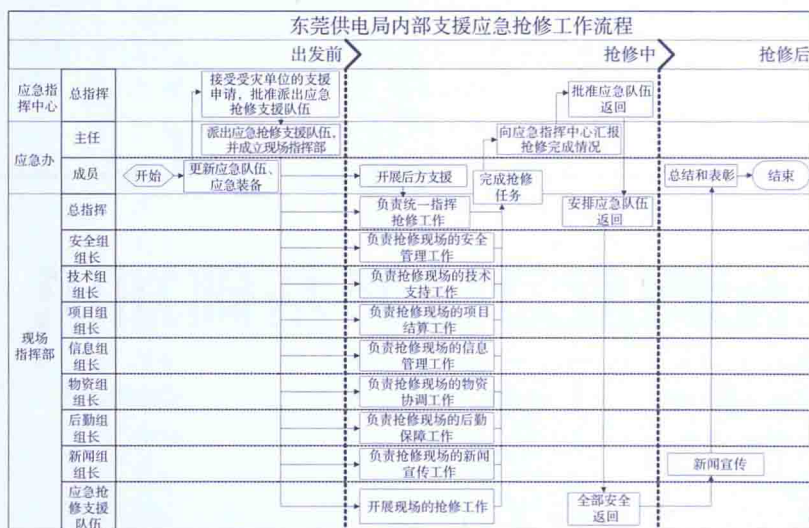 东莞供电局内部支援应急抢修工作流程
出发前
抢修中
抢修后
应急指
挥中心
总指挥
接受受灾单位的支援
申请，批准派出应急
抢修支援队伍
批准应急队伍
返回
应急办
主任
派出应急抢修支援队伍，
并成立现场指挥部
向应急指挥中心汇报
抢修完成情况
成员
开始
更新应急队伍、
应急装备
开展后方支援
完成抢修
任务
总结和表彰
结束
现场
指挥部
总指挥
负责统一指挥
抢修工作
安排应急队伍
返回
安全组
组长
负责抢修现场的安全
管理工作
技术组
组长
负责抢修现场的技术
支持工作
项目组
组长
负责抢修现场的项目
结算工作
信息组
组长
负责抢修现场的信息
管理工作
物资组
组长
负责抢修现场的物资
协调工作
后勤组
组长
负责抢修现场的后勤
保障工作
新闻组
组长
负责抢修现场的新闻
宣传工作
新闻宣传
应急抢
修支援
队伍
开展现场的抢修工作
全部安全
返回